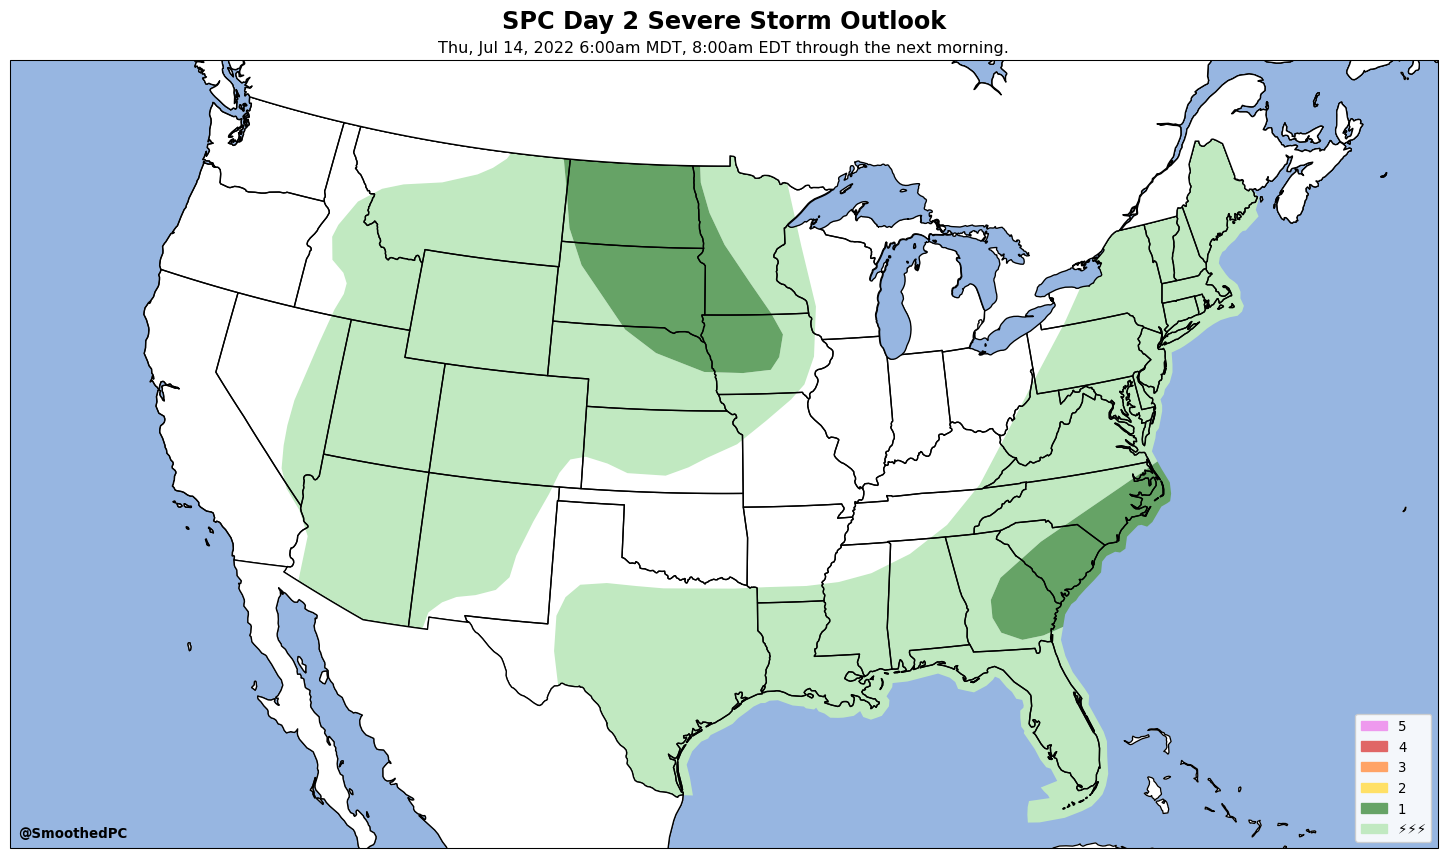 SPC Day 2 Severe Storm Outlook
Thu, Jul 14, 2022 6:00am MDT, 8:00am EDT through the next morning.
5
4
3
2
1
⚡⚡⚡
@SmoothedPC